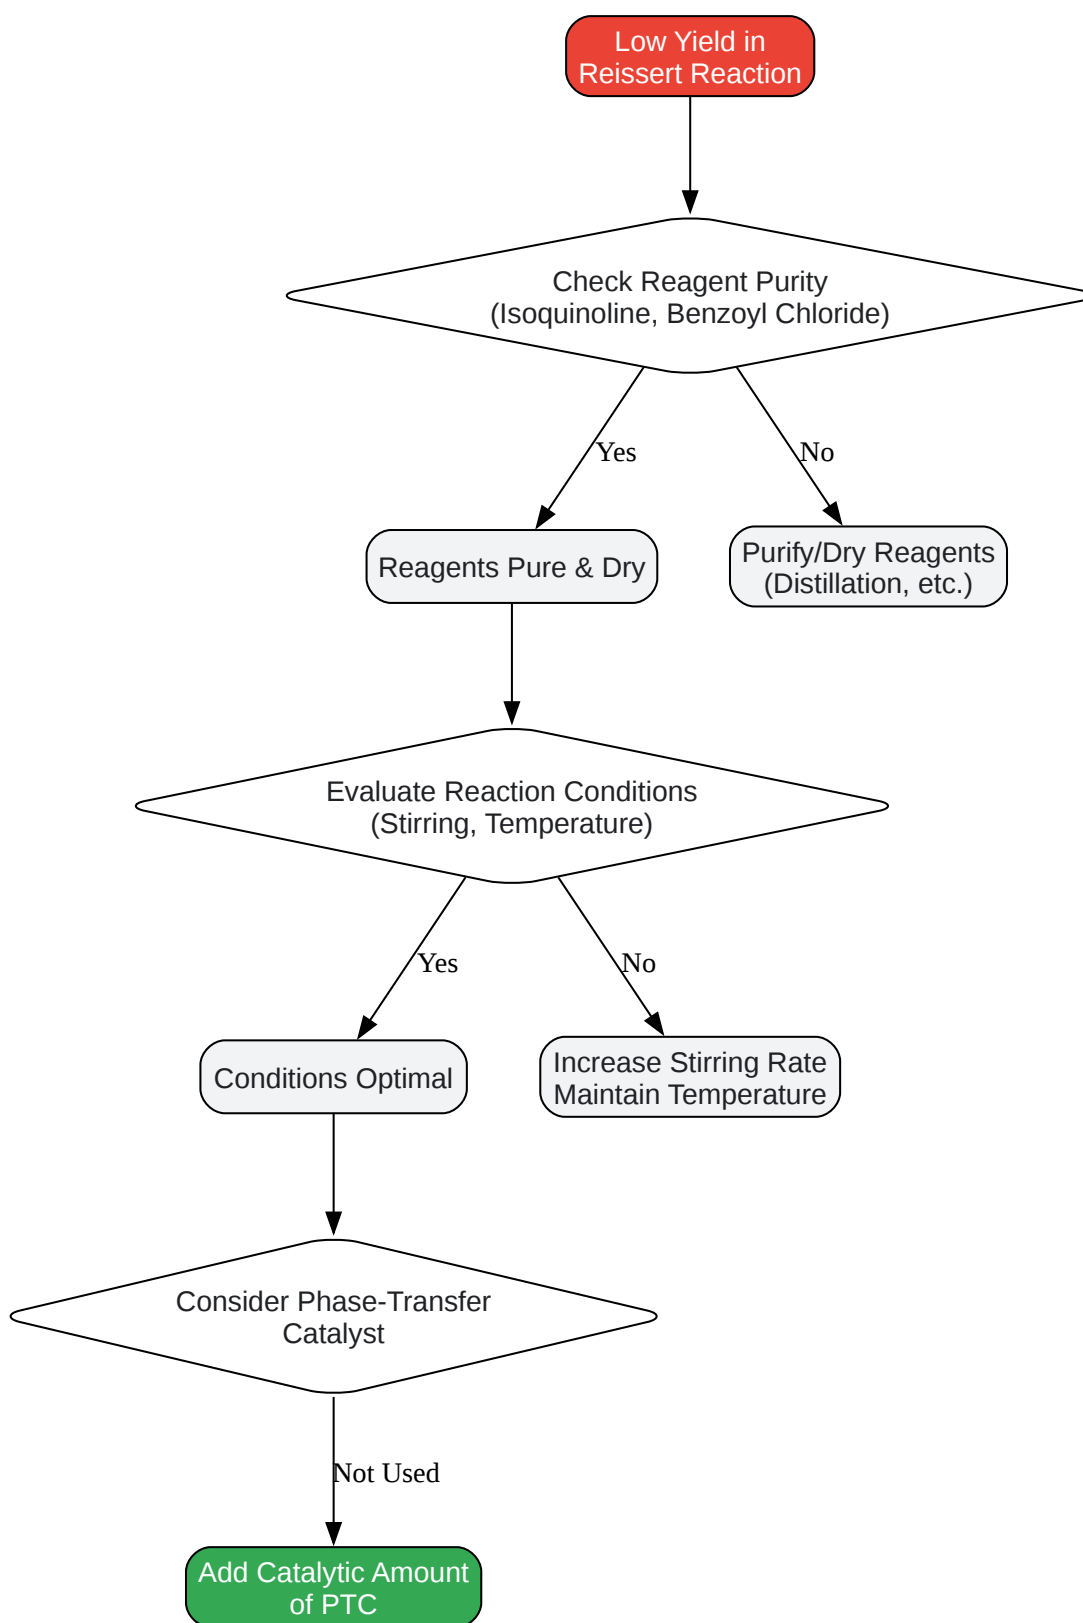 Low Yield in
Reissert Reaction
Check Reagent Purity
(Isoquinoline, Benzoyl Chloride)
Yes
No
Reagents Pure & Dry
Purify/Dry Reagents
(Distillation, etc.)
Evaluate Reaction Conditions
(Stirring, Temperature)
Yes
No
Conditions Optimal
Increase Stirring Rate
Maintain Temperature
Consider Phase-Transfer
Catalyst
Not Used
Add Catalytic Amount
of PTC